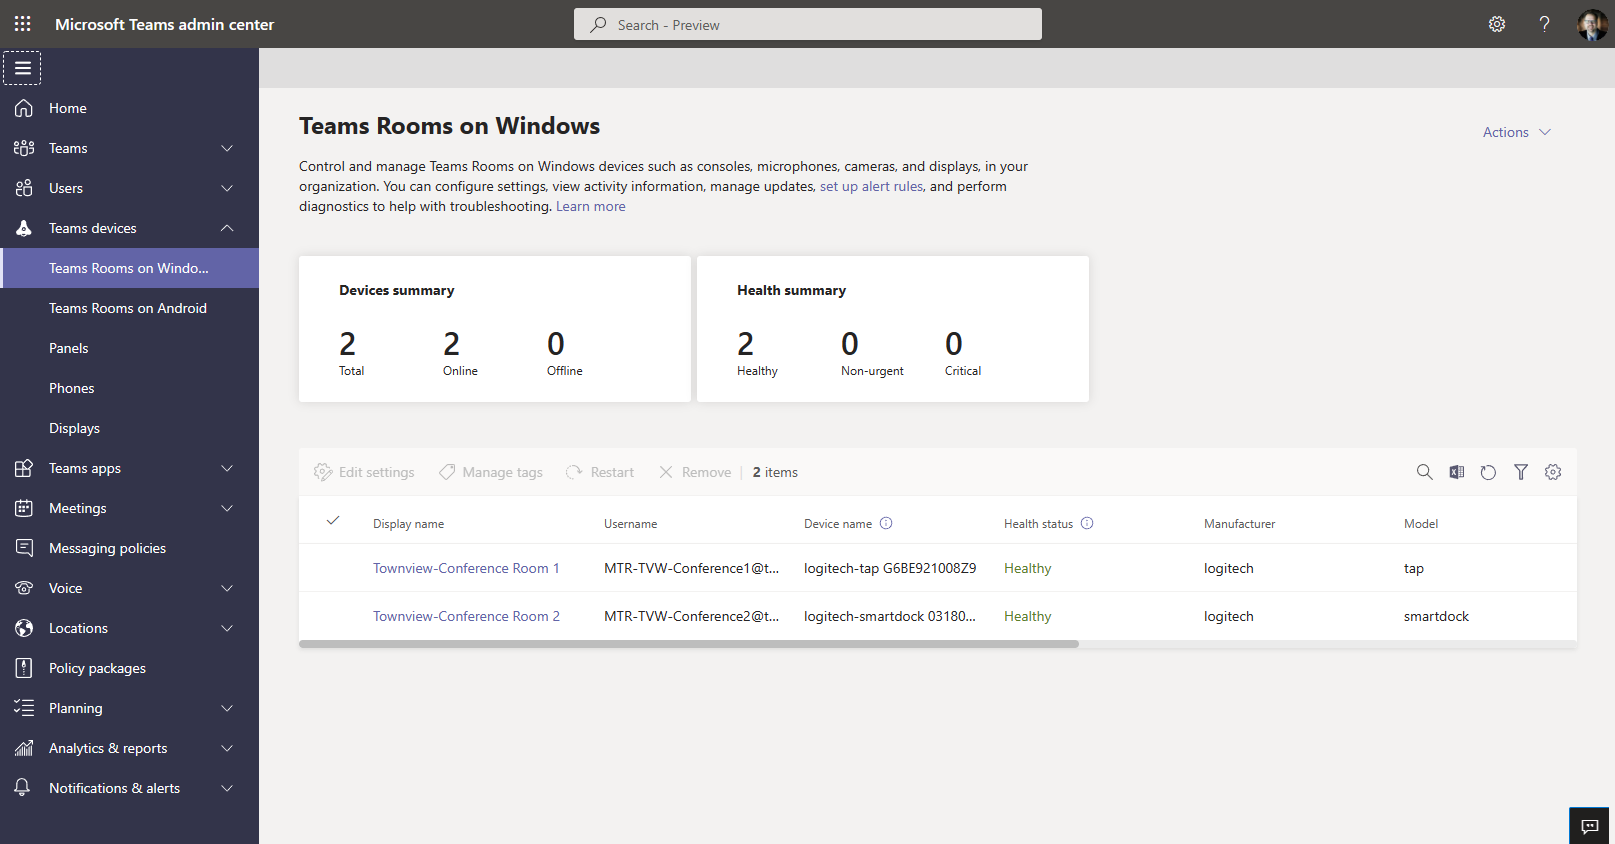 Microsoft Teams admin center
Search - Preview
Home
Teams
Users
Teams devices
Teams Rooms on Windo...
Teams Rooms on Android
Panels
Phones
Displays
Teams apps
Meetings
Messaging policies
Voice
Locations
Policy packages
Planning
Analytics & reports
Notifications & alerts
Teams Rooms on Windows
Actions
Control and manage Teams Rooms on Windows devices such as consoles, microphones, cameras, and displays, in your
organization. You can configure settings, view activity information, manage updates, set up alert rules, and perform
diagnostics to help with troubleshooting. Learn more
Devices summary
2 2 0
Total Online Offline
Health summary
2 0 0
Healthy Non-urgent Critical
Edit settings Manage tags Restart Remove 2 items
Display name Username Device name Health status Manufacturer Model
Townview-Conference Room 1 MTR-TVW-Conference1@t... logitech-tap G6BE921008Z9 Healthy logitech tap
Townview-Conference Room 2 MTR-TVW-Conference2@t... logitech-smartdock 03180... Healthy logitech smartdock